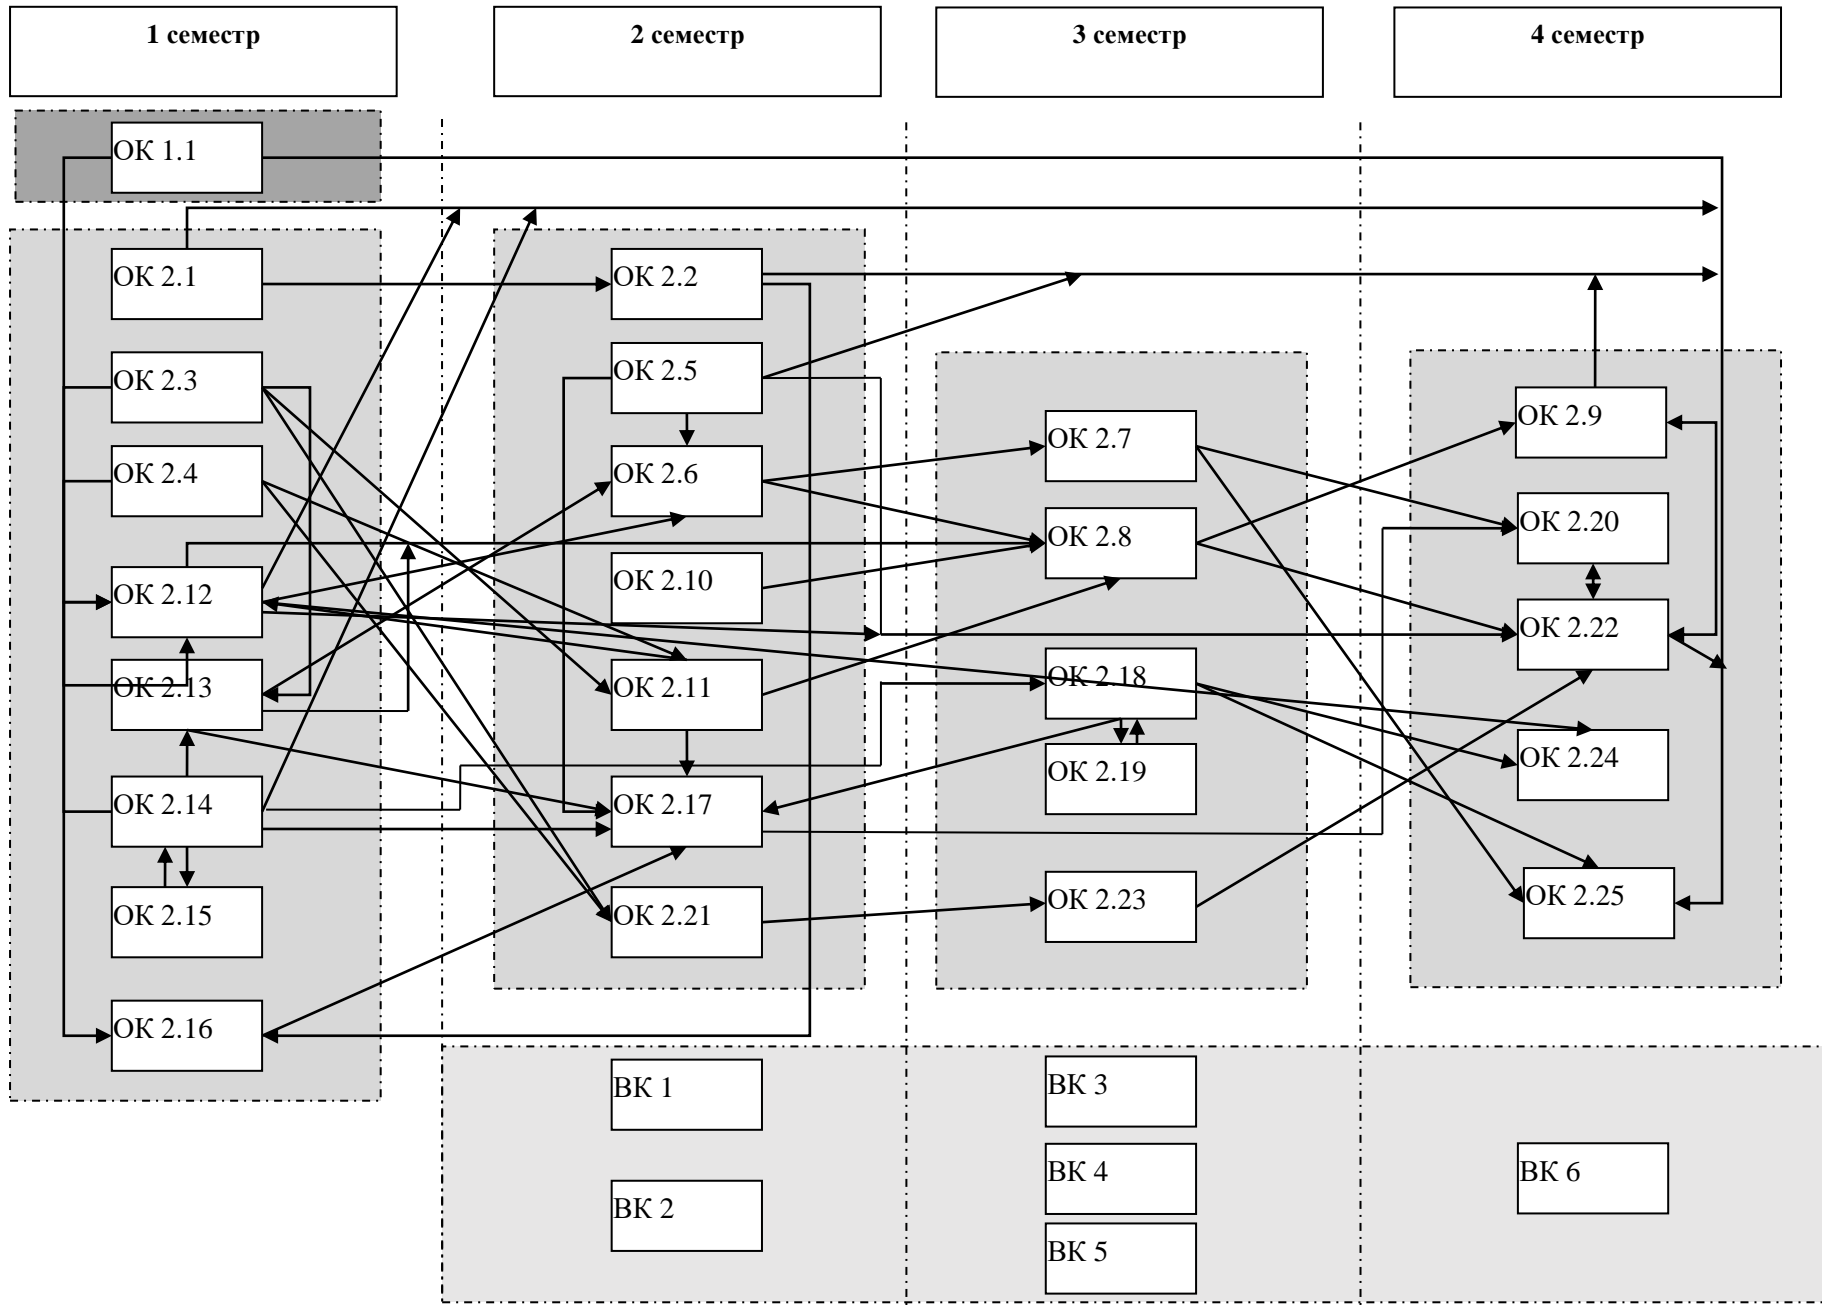 1 семестр
2 семестр
3 семестр
4 семестр
ОК 1.1
ОК 2.1
ОК 2.3
ОК 2.4
ОК 2.12
ОК 2.13
ОК 2.14
ОК 2.15
ОК 2.16
ОК 2.2
ОК 2.5
ОК 2.6
ОК 2.10
ОК 2.11
ОК 2.17
ОК 2.21
ОК 2.7
ОК 2.8
ОК 2.18
ОК 2.19
ОК 2.23
ОК 2.9
ОК 2.20
ОК 2.22
ОК 2.24
ОК 2.25
ВК 1
ВК 2
ВК 3
ВК 4
ВК 5
ВК 6